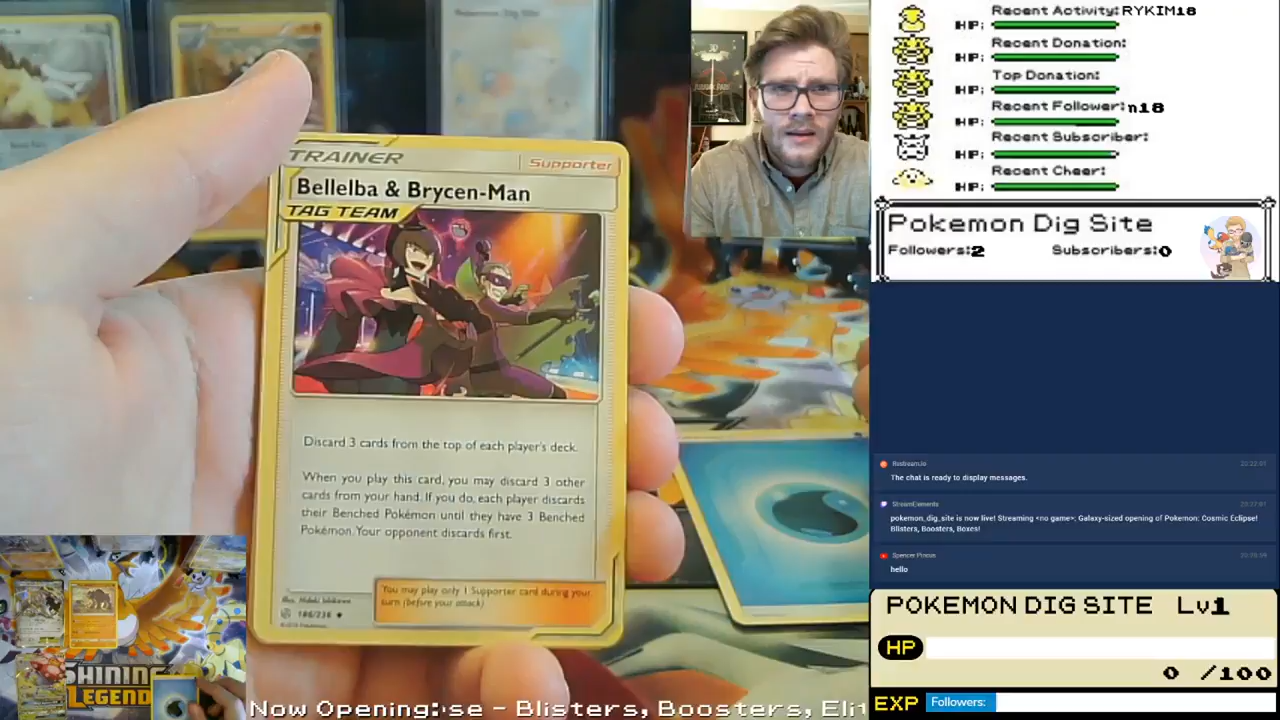 TRAINER
Supporter
Bellelba & Brycen-Man
TAG TEAM
Discard 3 cards from the top of each player's deck.
When you play this card, you may discard 3 other
cards from your hand. If you do, each player discards
their Benched Pokémon until they have 3 Benched
Pokémon. Your opponent discards first.
You may play only 1 Supporter card during your
turn (before your attack)
186/236
SHINING
LEGEND
Now Opening: se - Blisters, Boosters, Elit
Recent Activity: RYKIM18
HP:
Recent Donation:
HP:
Top Donation:
HP:
Recent Follower: m18
HP:
Recent Subscriber:
HP:
Recent Cheer:
HP:
Pokemon Dig Site
Followers:2
Subscribers:0
The chat is ready to display messages.
StreamElements
pokemon_dig_site is now live! Streaming <no game>: Galaxy-sized opening of Pokemon: Cosmic Eclipse!
Blisters, Boosters, Boxes!
hello
POKEMON DIG SITE Lv1
HP
0 /100
EXP
Followers: